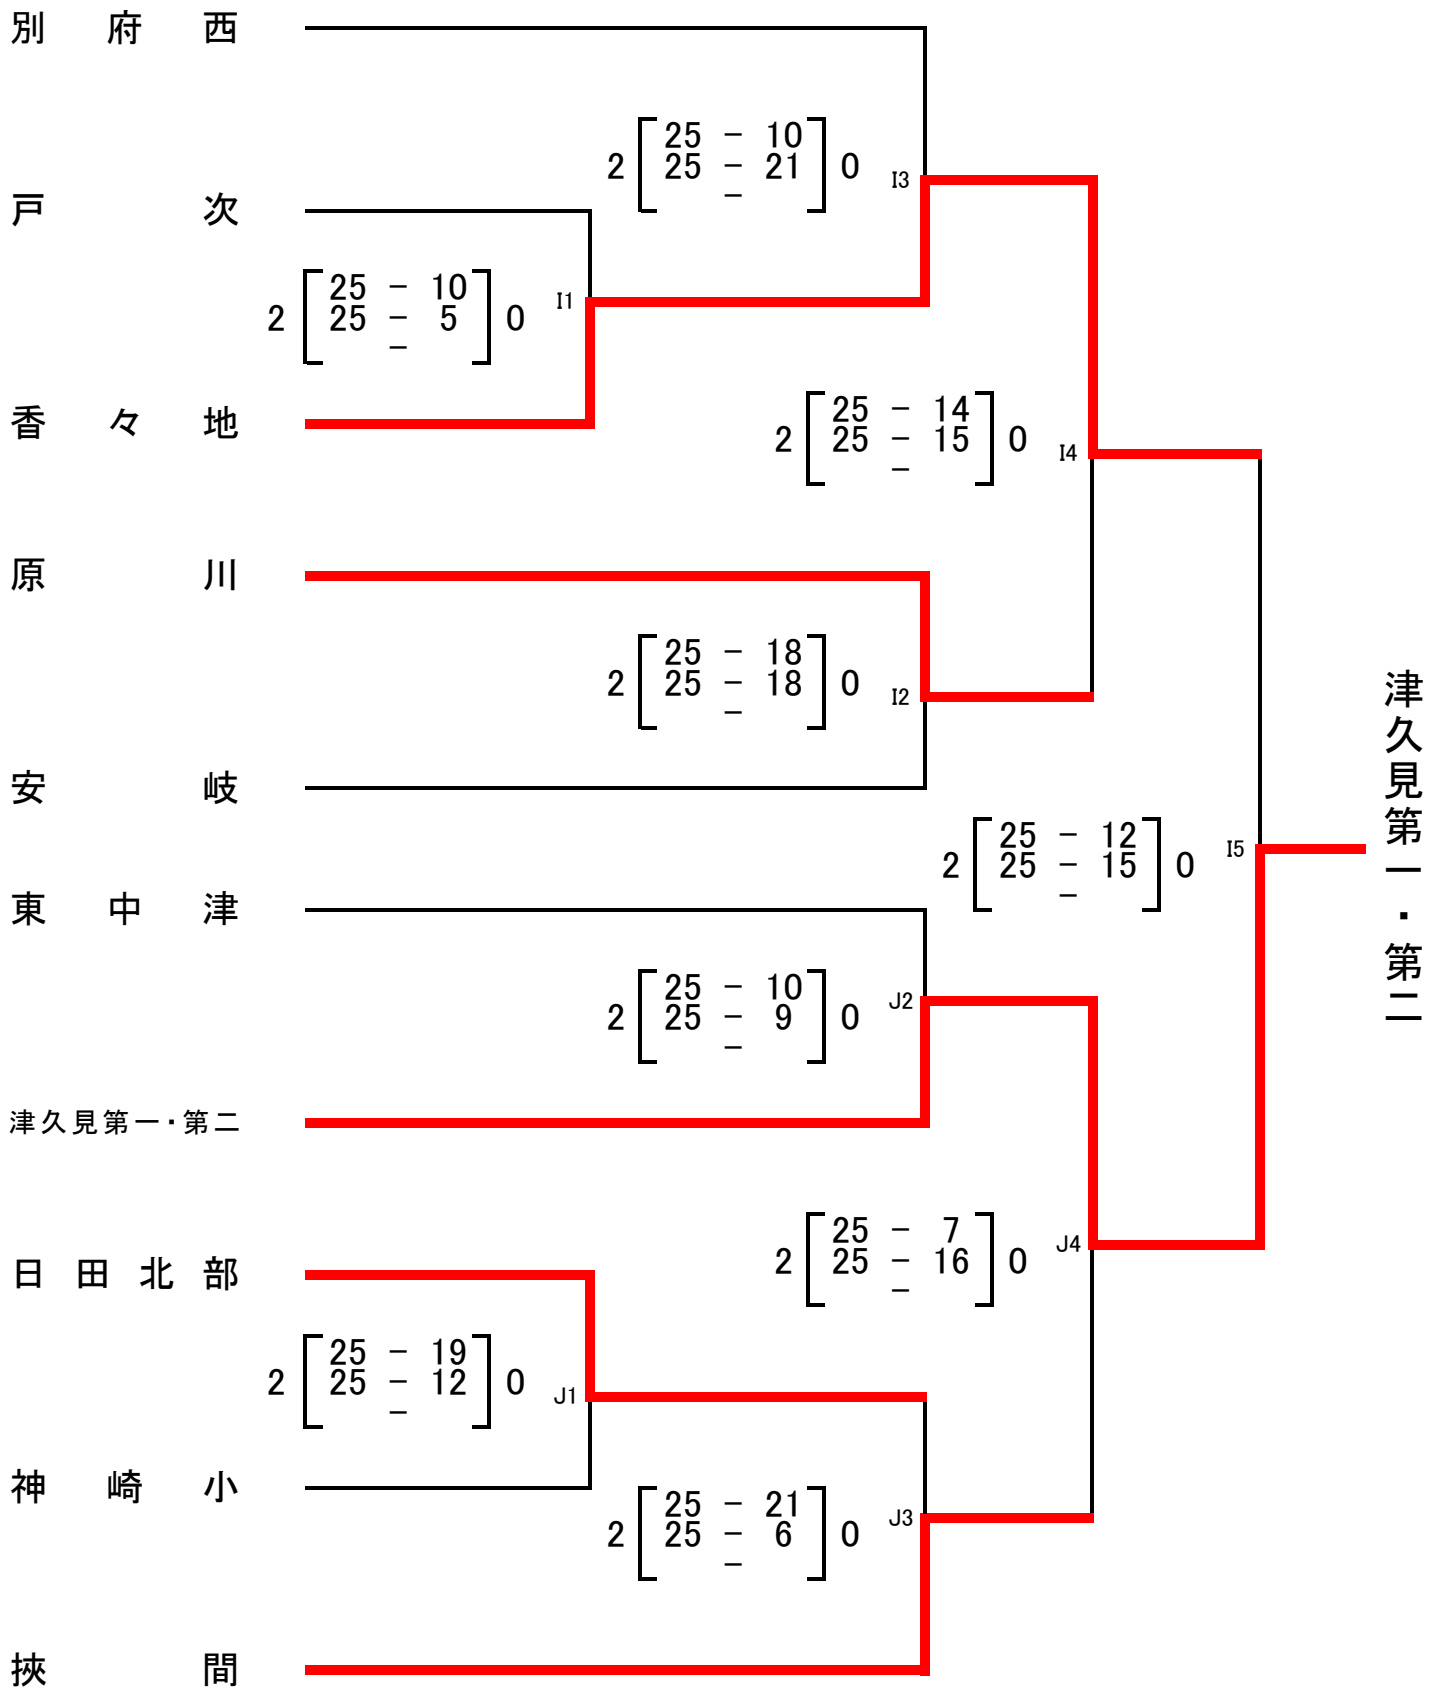 別府西
25 - 10
2 25 - 21 0
-
I3
戸次
25 - 10
2 25 - 5 0
-
I1
香々地
25 - 14
2 25 - 15 0
-
I4
原川
25 - 18
2 25 - 18 0
-
I2
安岐
25 - 12
2 25 - 15 0
-
I5
津久見第一・第二
東中津
25 - 10
2 25 - 9 0
-
J2
津久見第一・第二
25 - 7
2 25 - 16 0
-
J4
日田北部
25 - 19
2 25 - 12 0
-
J1
神崎小
25 - 21
2 25 - 6 0
-
J3
挾間